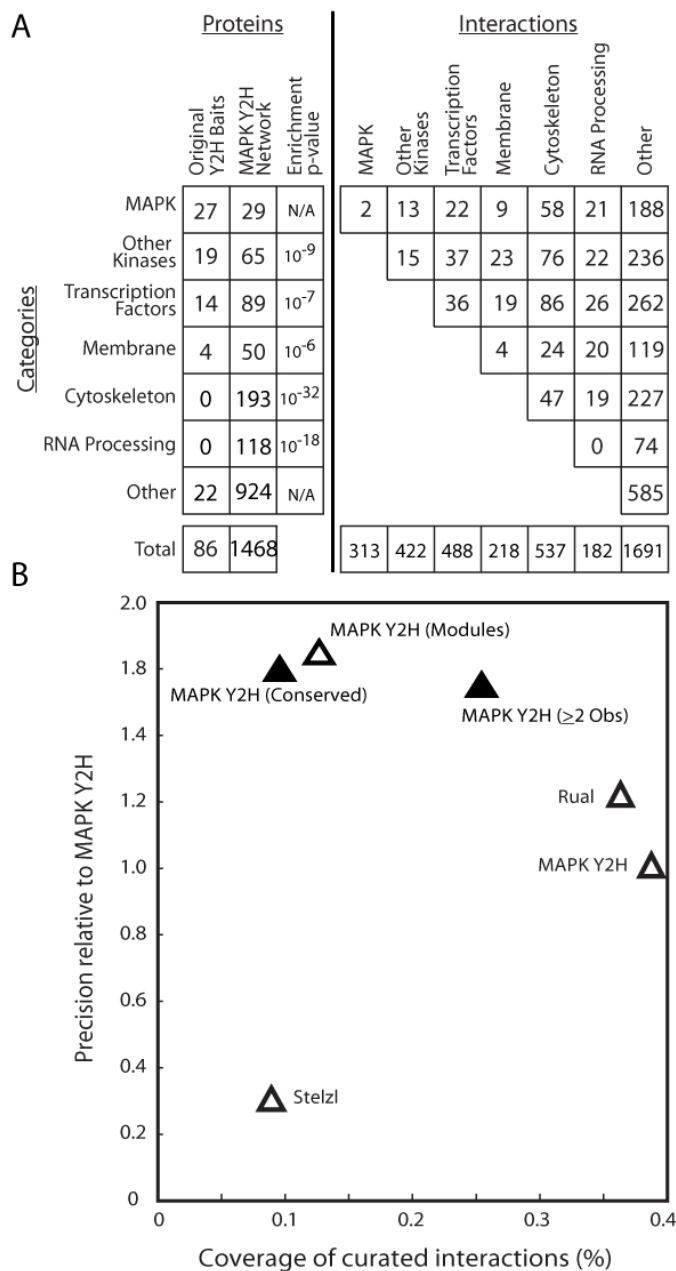 A
Proteins
Interactions
Original
Y2H Baits
MAPK Y2H
Network
Enrichment
p-value
MAPK
Other
Kinases
Transcription
Factors
Membrane
Cytoskeleton
RNA Processing
Other
Categories
MAPK 27 29 N/A 2 13 22 9 58 21 188
Other
Kinases 19 65 10-9 15 37 23 76 22 236
Transcription
Factors 14 89 10-7 36 19 86 26 262
Membrane 4 50 10-6 4 24 20 119
Cytoskeleton 0 193 10-32 47 19 227
RNA Processing 0 118 10-18 0 74
Other 22 924 N/A 585
Total 86 1468 313 422 488 218 537 182 1691
B
2.0
MAPK Y2H (Modules)
1.8
MAPK Y2H (Conserved)
MAPK Y2H (≥2 Obs)
1.4
1.2
Rual
1.0
MAPK Y2H
0.8
0.6
0.4
Stelzl
0.2
0
Precision relative to MAPK Y2H
0 0.1 0.2 0.3 0.4
Coverage of curated interactions (%)